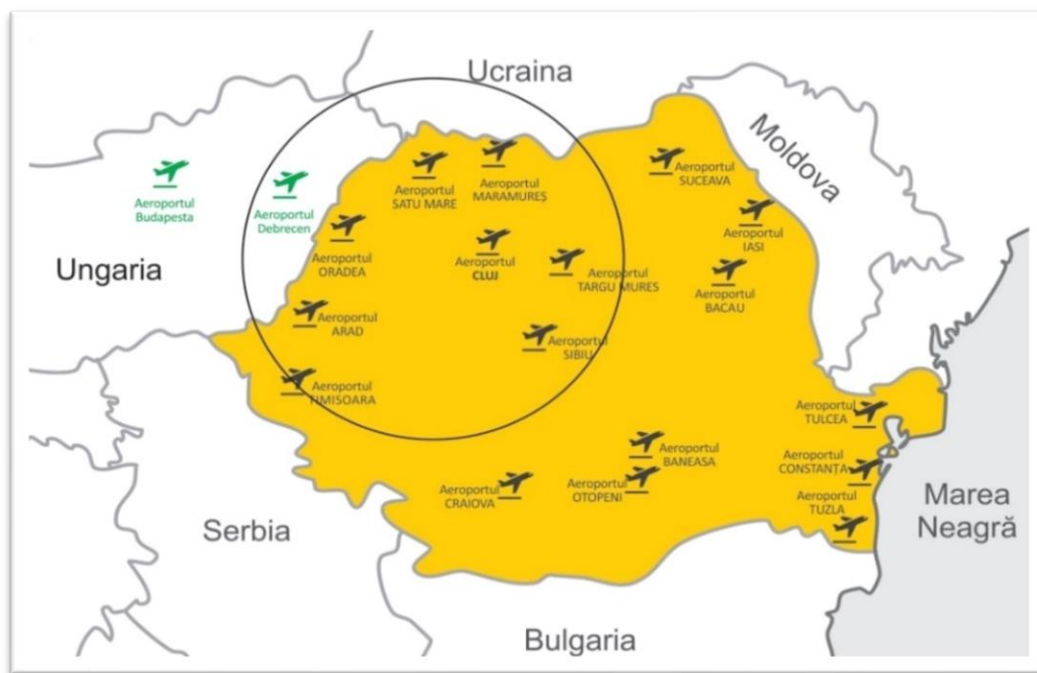 Ucraina
Moldova
Aeroportul
Budapesta
Aeroportul
Debrecen
Aeroportul
SATU MARE
Aeroportul
MARAMUREȘ
Aeroportul
SUCEAVA
Aeroportul
IASI
Ungaria
Aeroportul
ORADEA
Aeroportul
CLUJ
Aeroportul
TARGU MURES
Aeroportul
BACAU
Aeroportul
ARAD
Aeroportul
SIBIU
Aeroportul
TIMISOARA
Aeroportul
TULCEA
Aeroportul
BANEASA
Aeroportul
CONSTANȚA
Aeroportul
CRAIOVA
Aeroportul
OTOPENI
Aeroportul
TUZLA
Marea
Neagră
Serbia
Bulgaria